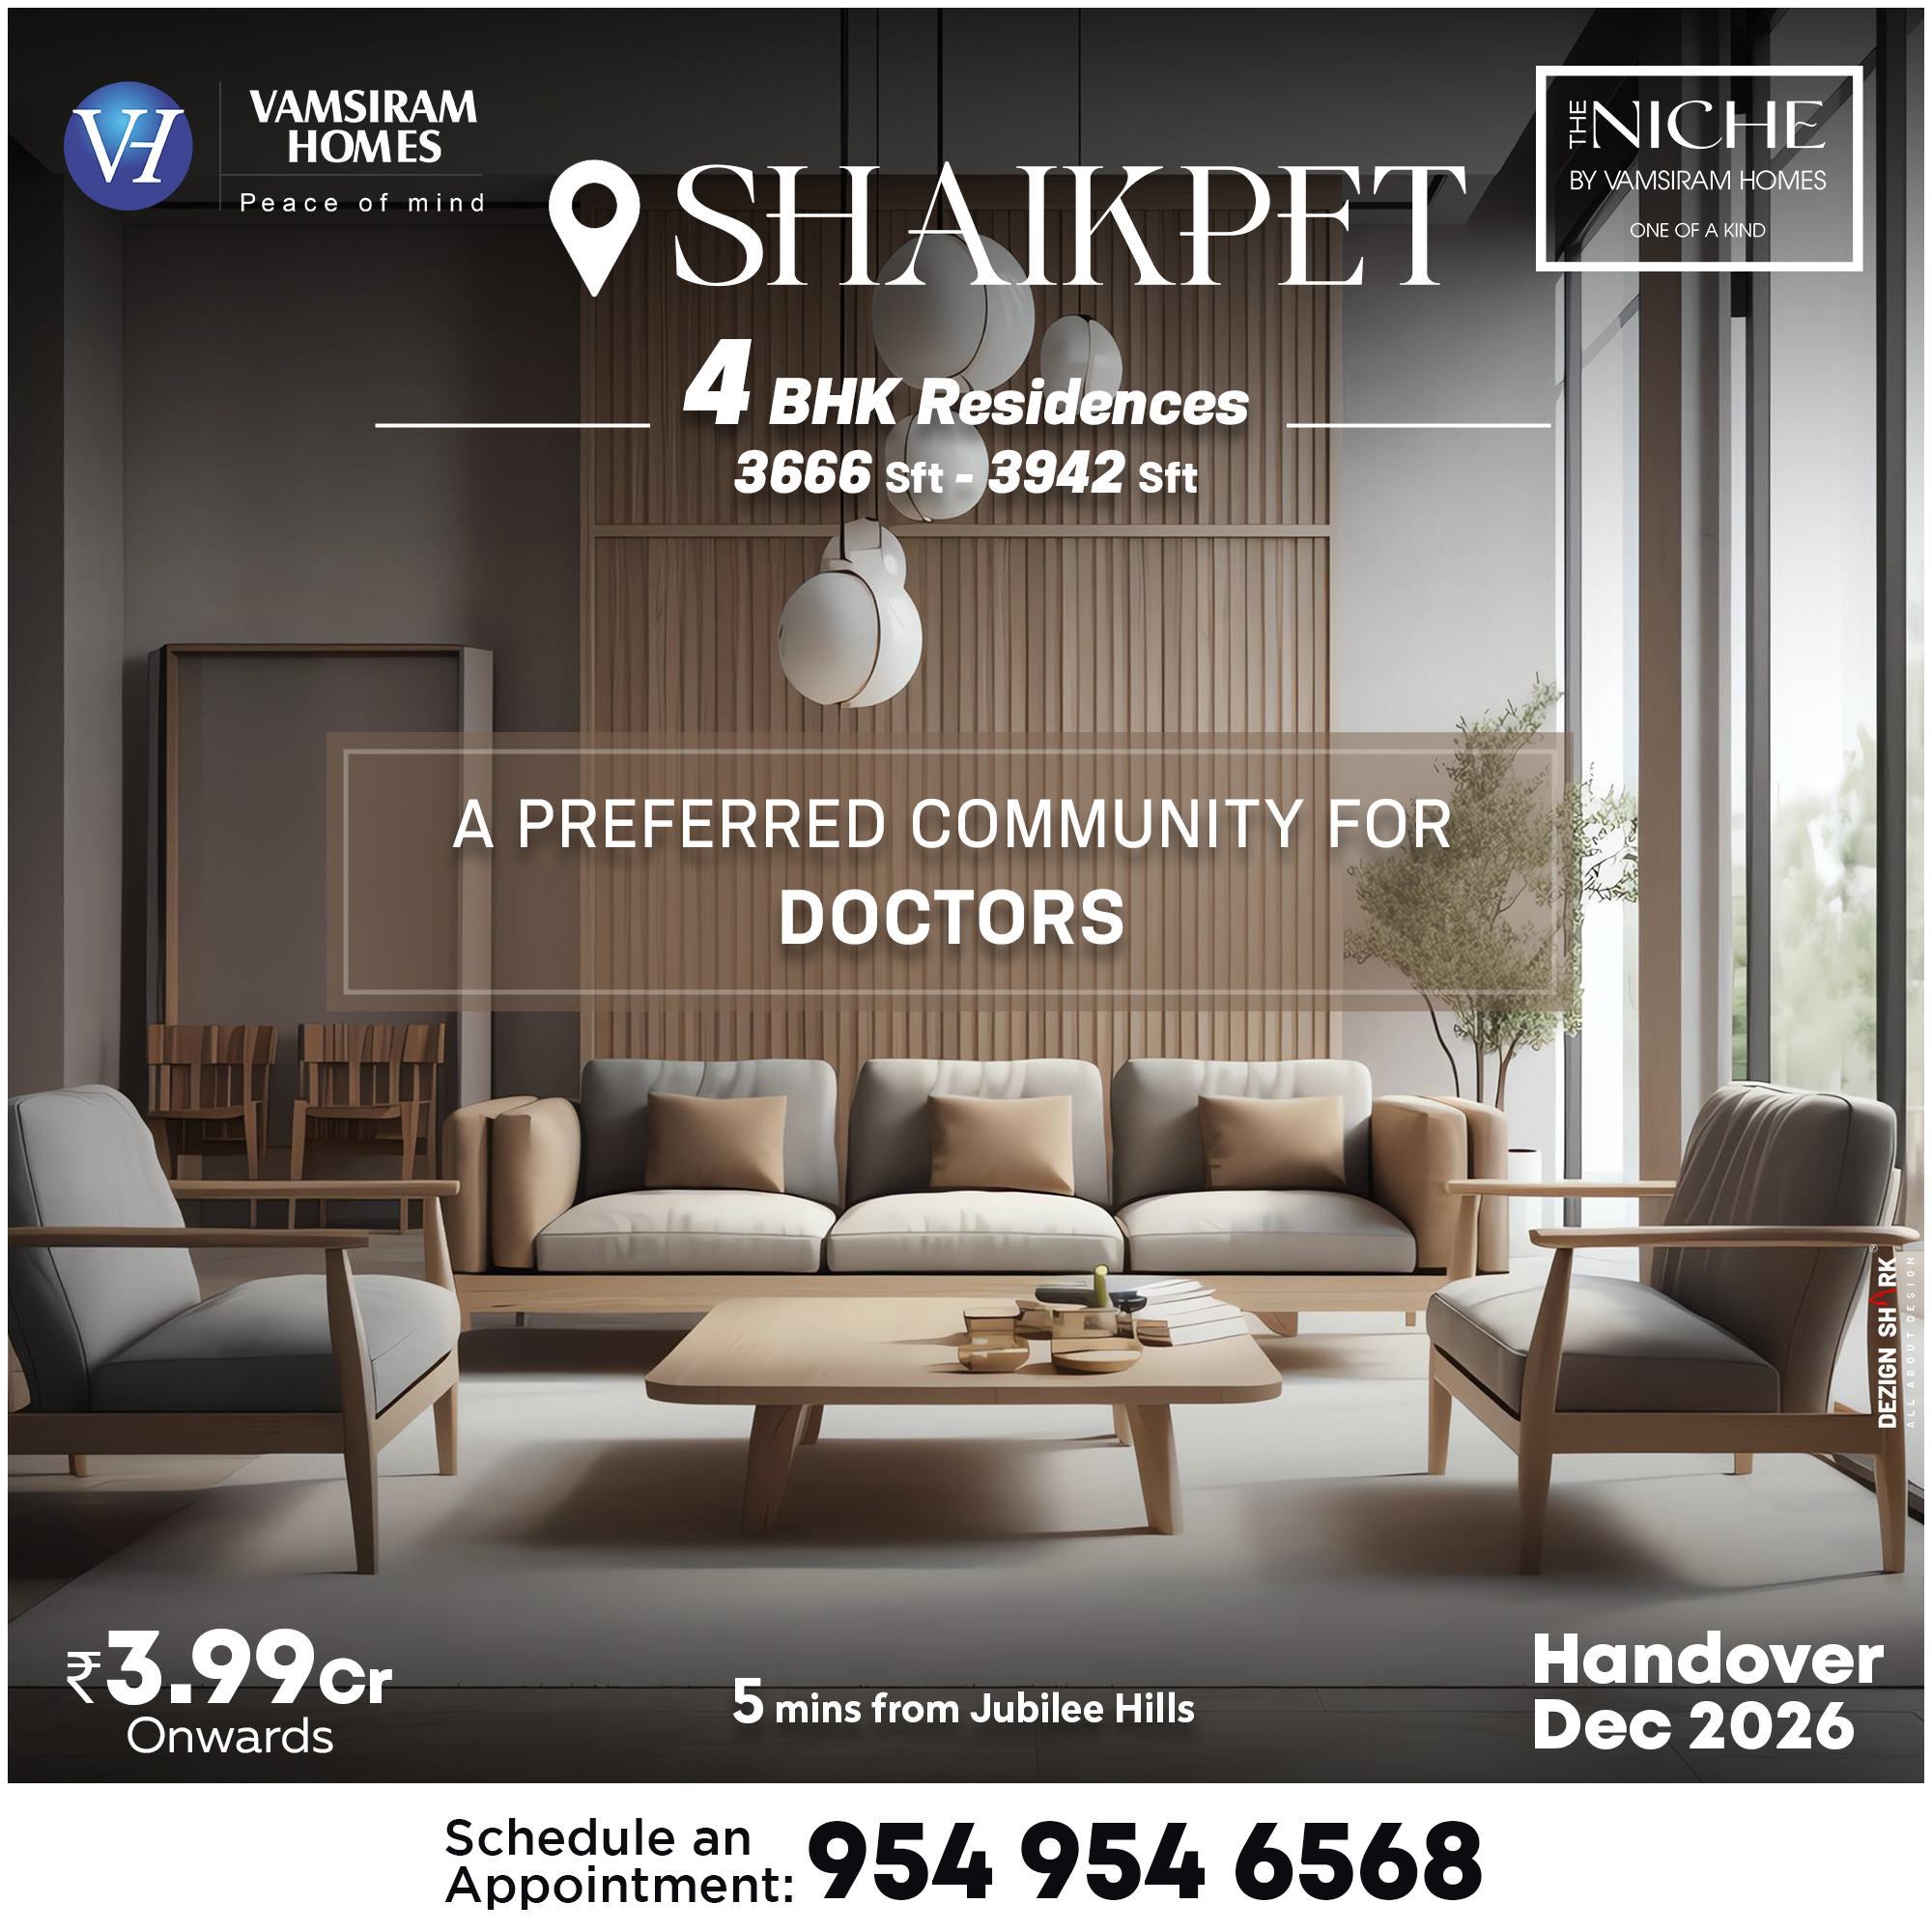 VH
VAMSIRAM
HOMES
Peace of mind
SHAIKPET
THE NICHE
BY VAMSIRAM HOMES
ONE OF A KIND
4 BHK Residences
3666 Sft - 3942 Sft
A PREFERRED COMMUNITY FOR
DOCTORS
DEZIGN SHARK®
ALL ABOUT DESIGN
₹3.99cr
Onwards
5 mins from Jubilee Hills
Handover
Dec 2026
Schedule an
Appointment:
954 954 6568